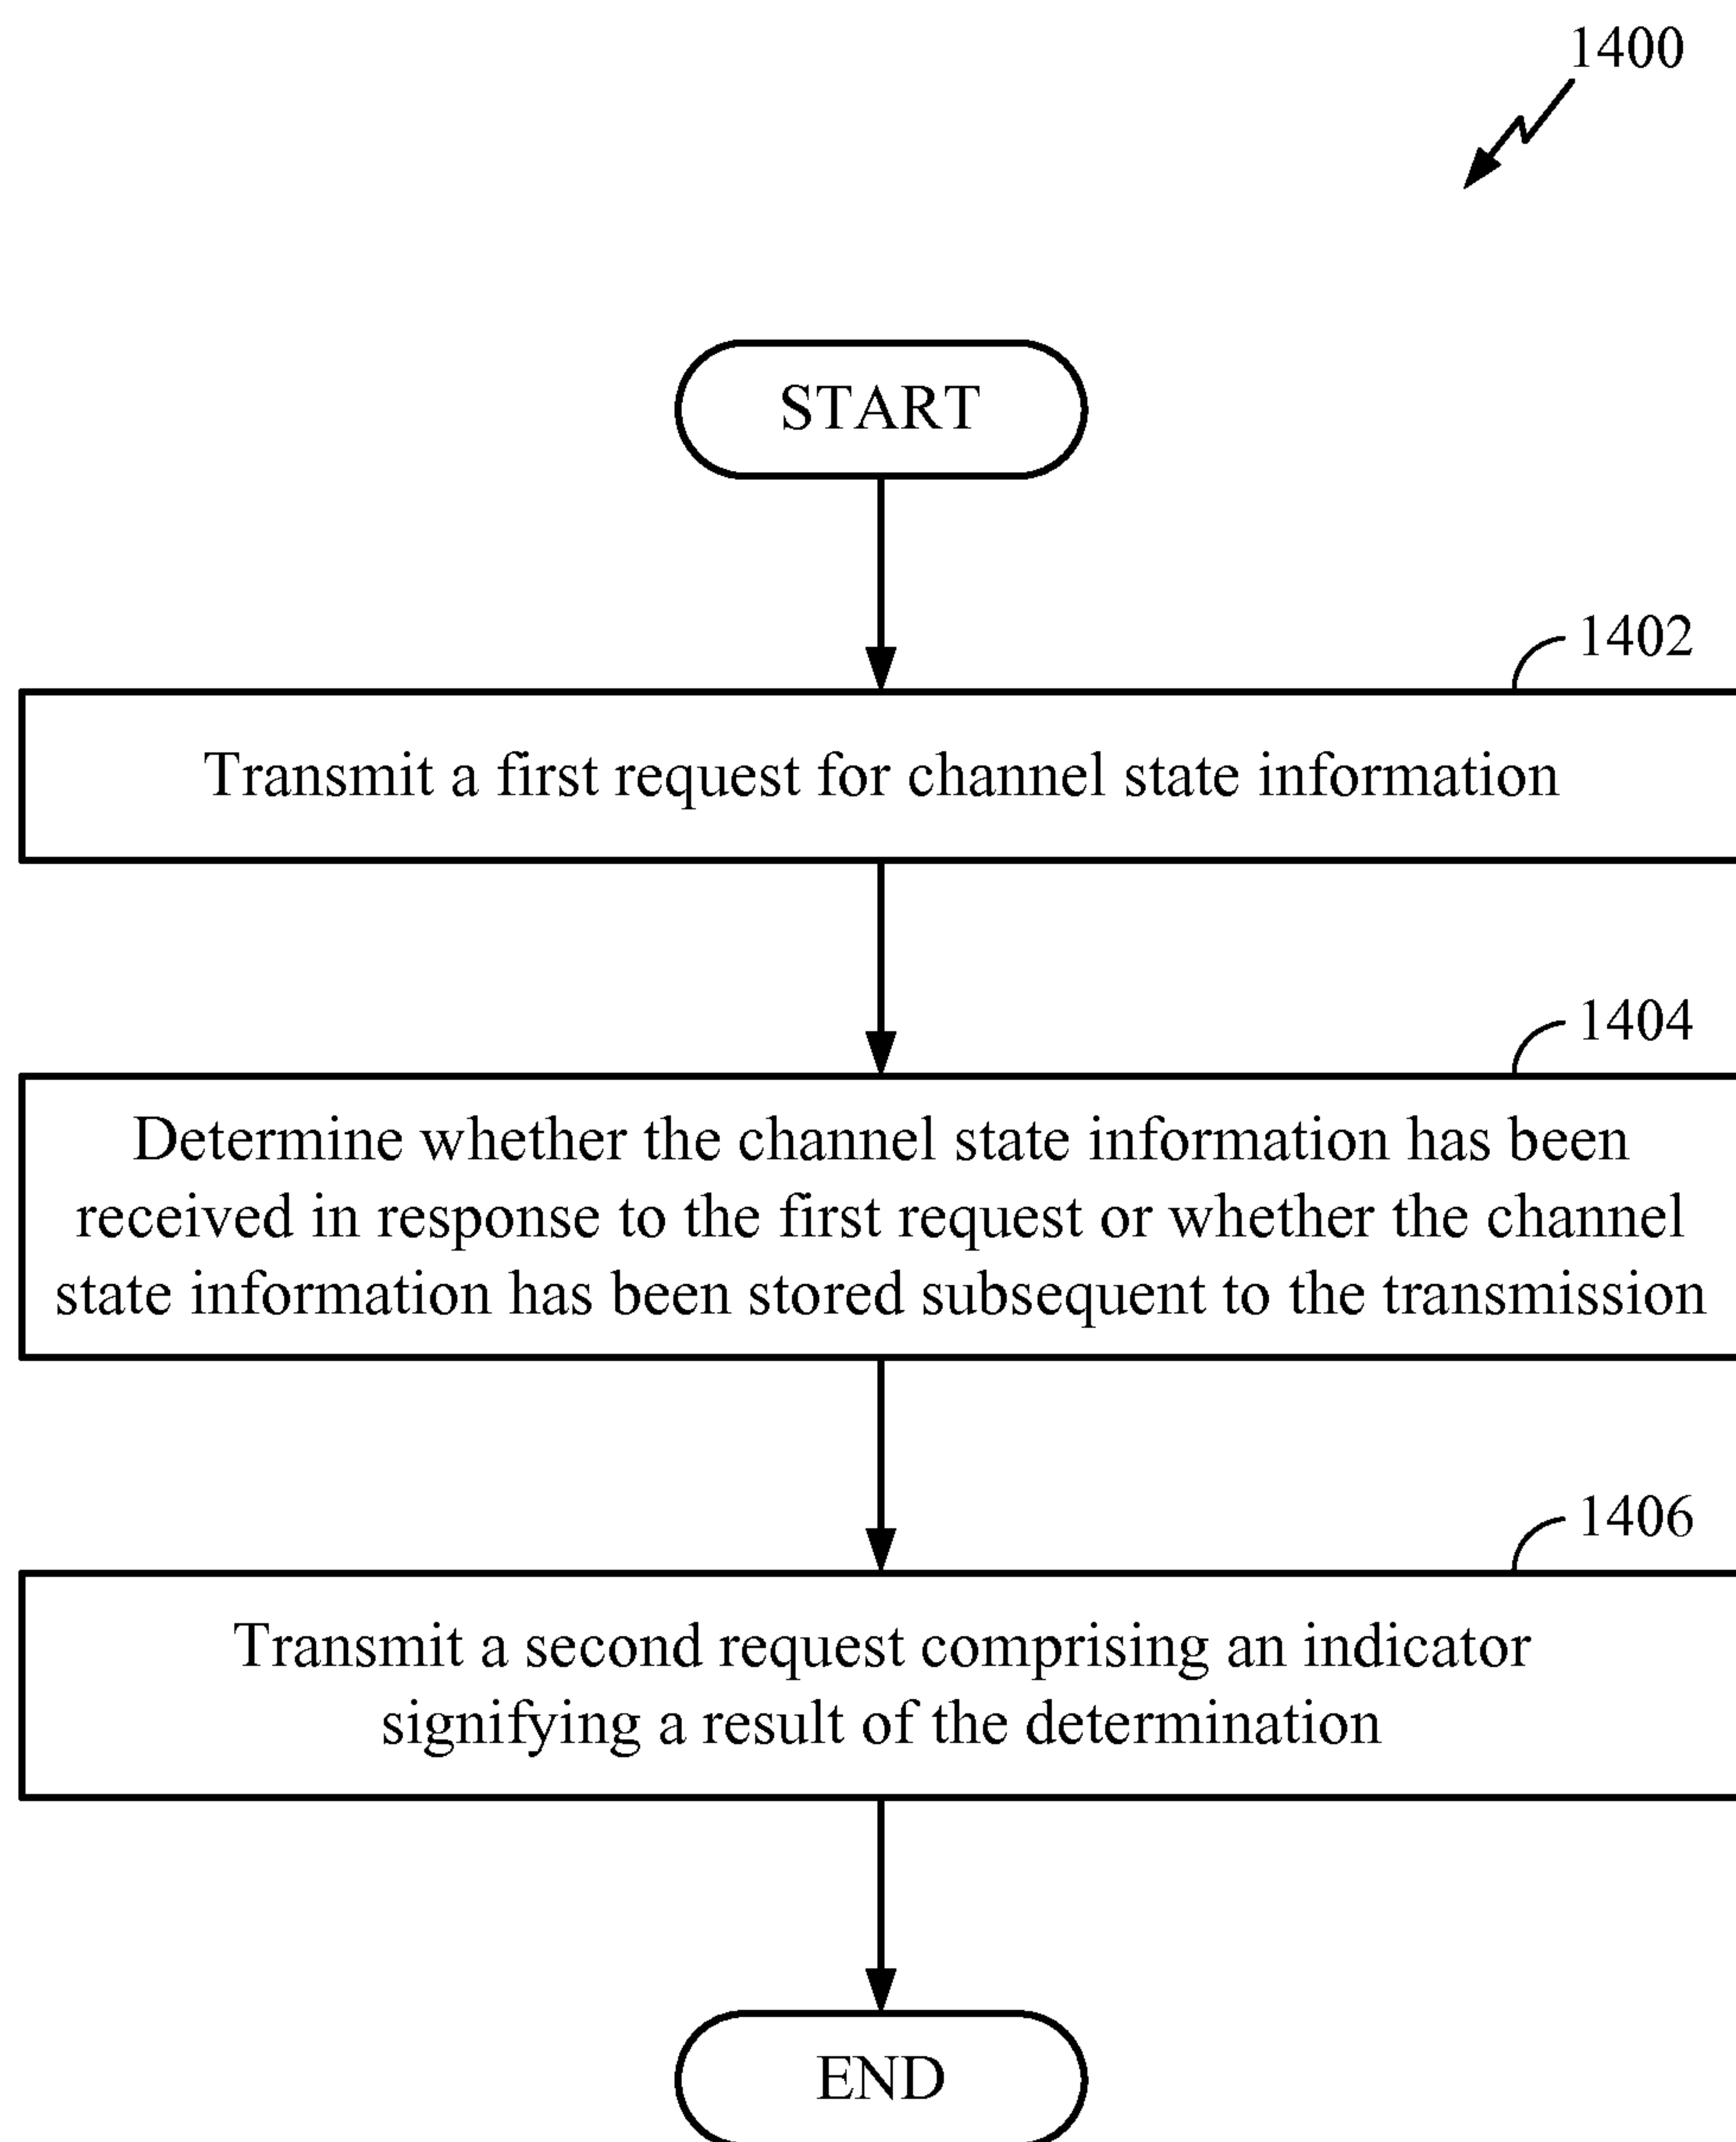 1400
START
1402
Transmit a first request for channel state information
1404
Determine whether the channel state information has been
received in response to the first request or whether the channel
state information has been stored subsequent to the transmission
1406
Transmit a second request comprising an indicator
signifying a result of the determination
END